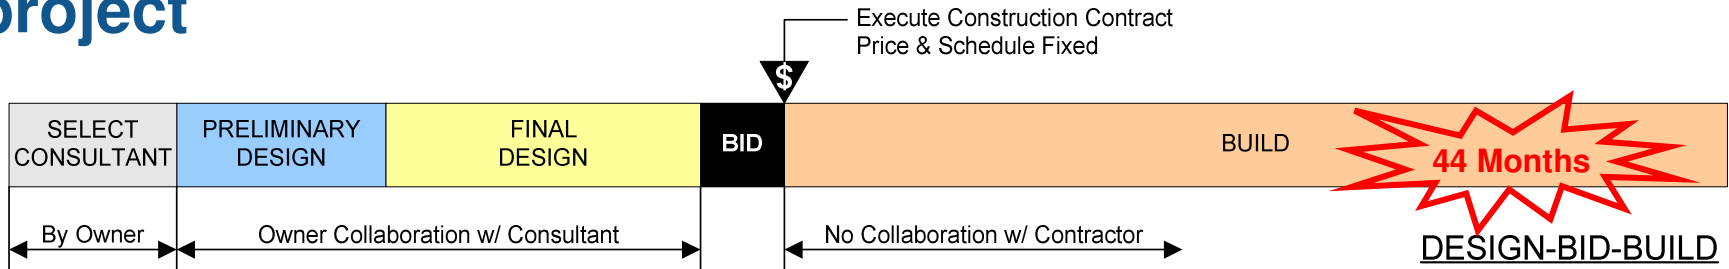 project
Execute Construction Contract
Price & Schedule Fixed
$
SELECT
CONSULTANT
PRELIMINARY
DESIGN
FINAL
DESIGN
BID
BUILD
44 Months
By Owner
Owner Collaboration w/ Consultant
No Collaboration w/ Contractor
DESIGN-BID-BUILD